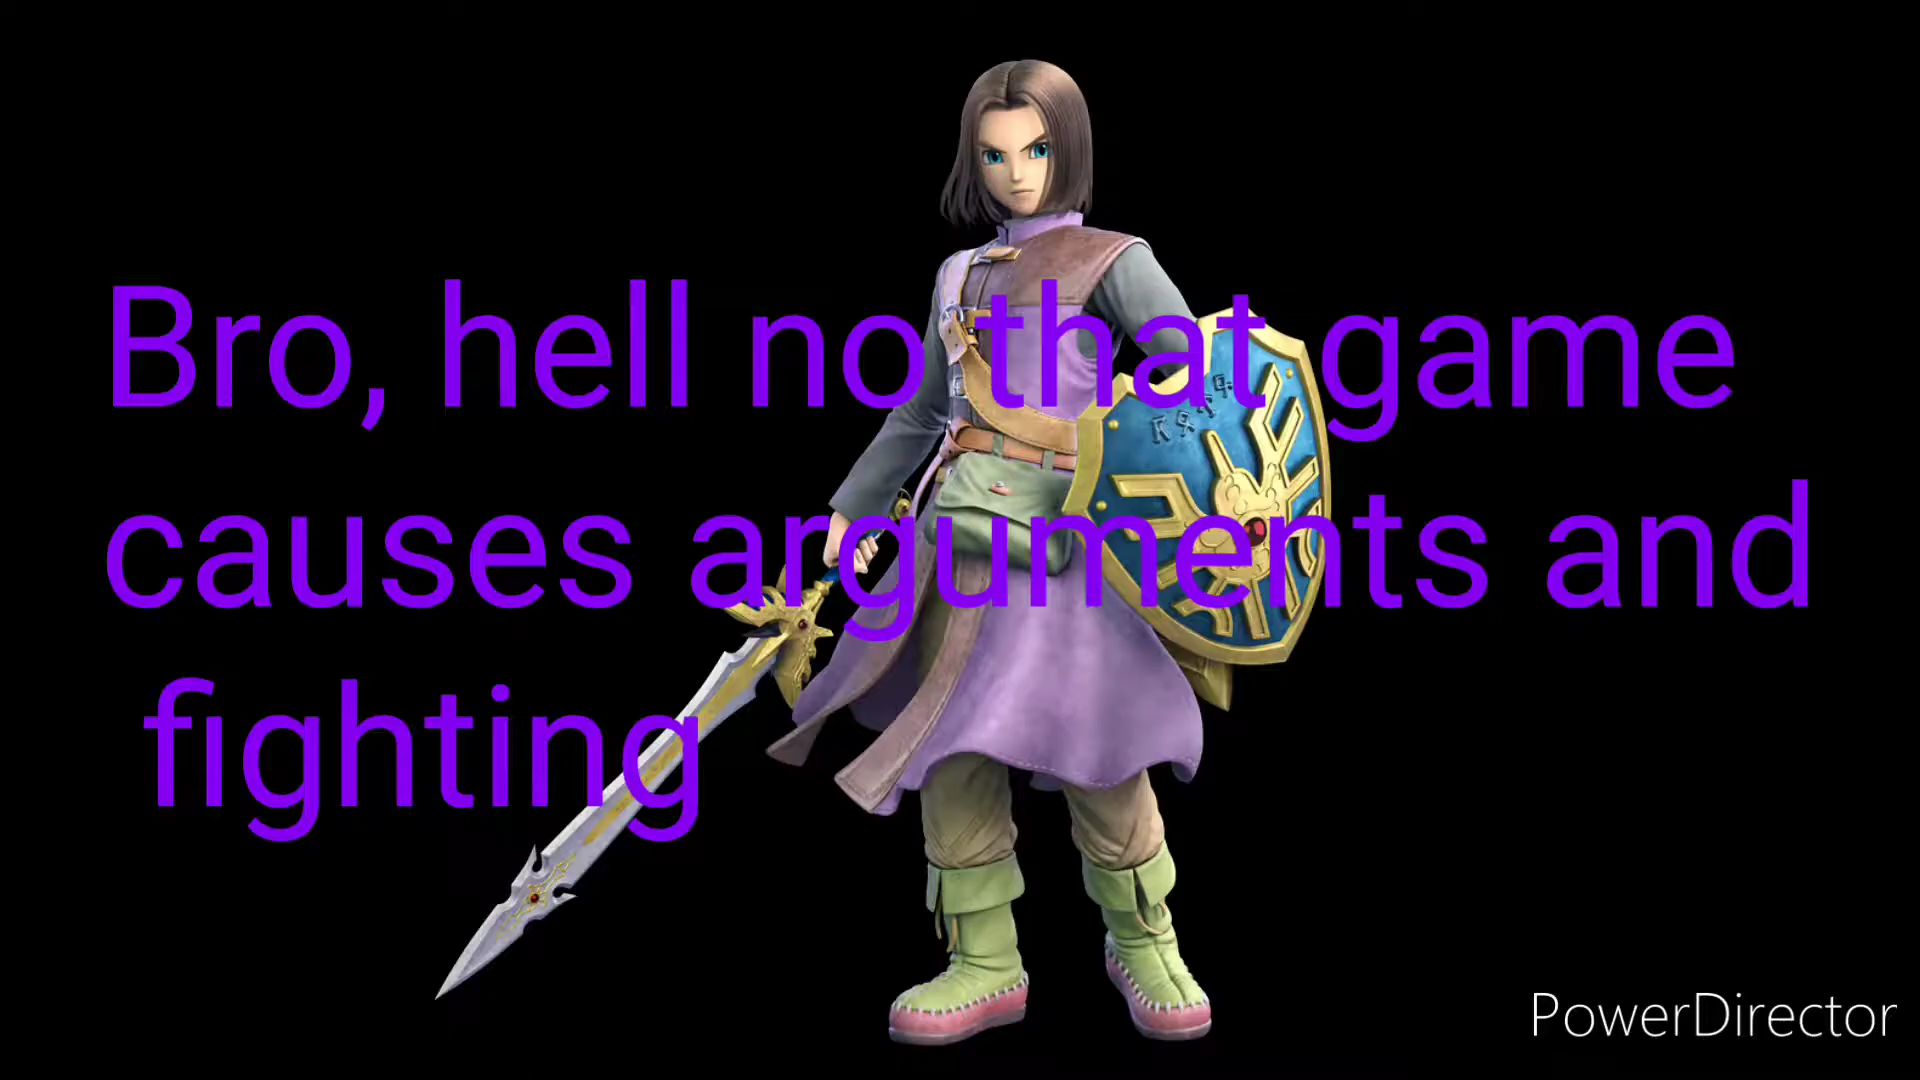 Bro, hell no that game
causes arguments and
fighting
PowerDirector